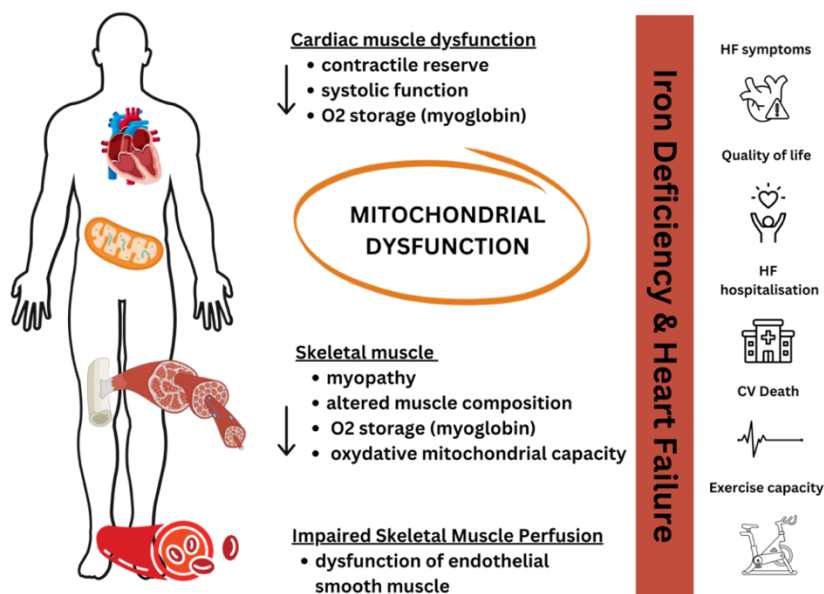 Cardiac muscle dysfunction
• contractile reserve
• systolic function
• O2 storage (myoglobin)
MITOCHONDRIAL
DYSFUNCTION
Skeletal muscle
• myopathy
• altered muscle composition
• O2 storage (myoglobin)
• oxydative mitochondrial capacity
Impaired Skeletal Muscle Perfusion
• dysfunction of endothelial
smooth muscle
Iron Deficiency & Heart Failure
HF symptoms
Quality of life
HF
hospitalisation
CV Death
Exercise capacity